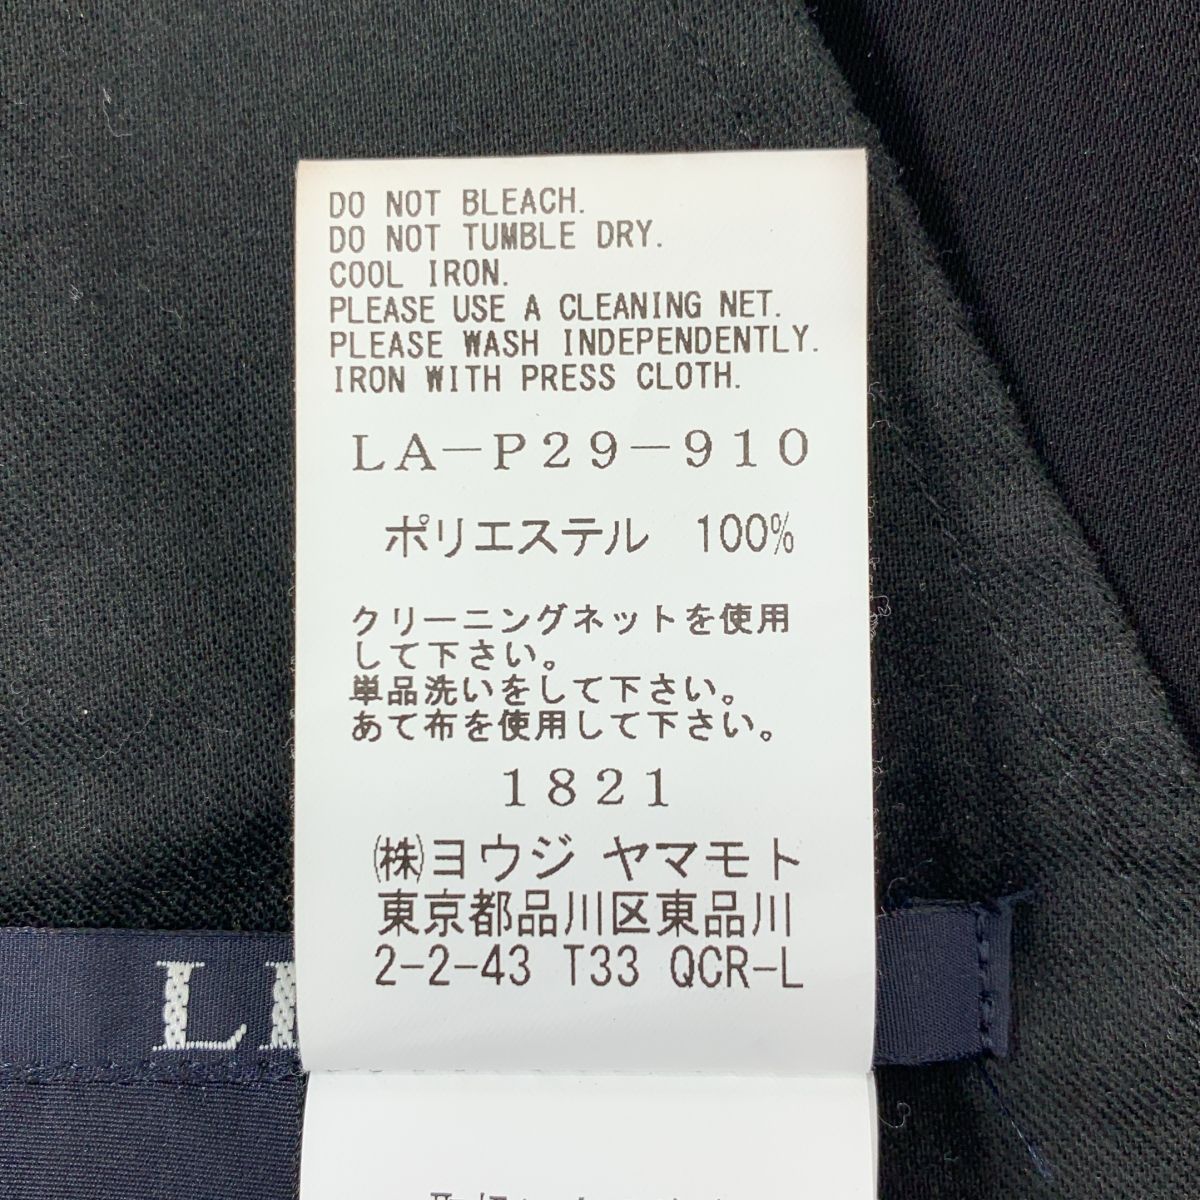 DO NOT BLEACH.
DO NOT TUMBLE DRY.
COOL IRON.
PLEASE USE A CLEANING NET.
PLEASE WASH INDEPENDENTLY.
IRON WITH PRESS CLOTH.
LA-P29-910
ポリエステル 100%
クリーニングネットを使用
して下さい。
単品洗いをして下さい。
あて布を使用して下さい。
1821
㈱ヨウジ ヤマモト
東京都品川区東品川
2-2-43 T33 QCR-L